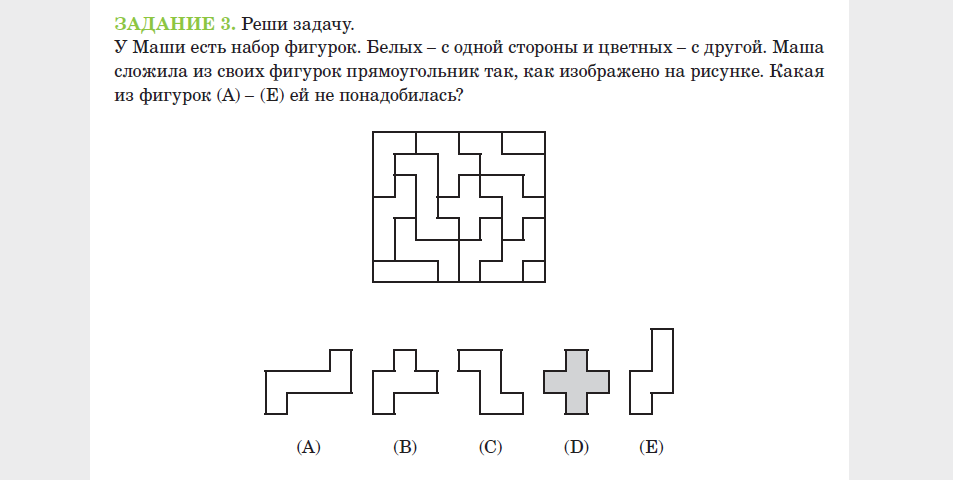 ЗАДАНИЕ 3. Реши задачу.
У Маши есть набор фигурок. Белых – с одной стороны и цветных – с другой. Маша
сложила из своих фигурок прямоугольник так, как изображено на рисунке. Какая
из фигурок (А) – (Е) ей не понадобилась?
(A) (B) (C) (D) (E)